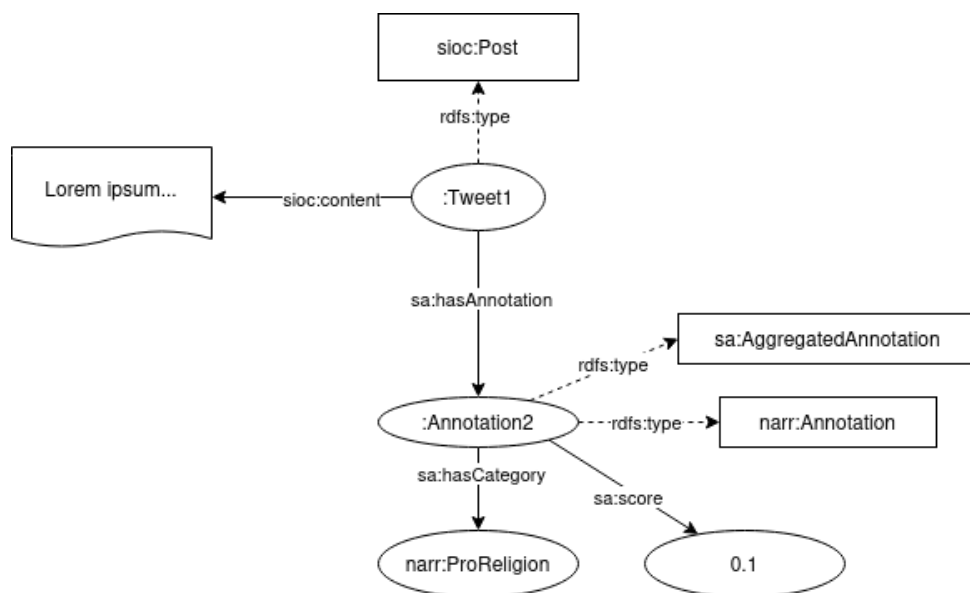 sioc:Post
rdfs:type
Lorem ipsum...
sioc:content
:Tweet1
sa:hasAnnotation
sa:AggregatedAnnotation
rdfs:type
:Annotation2
rdfs:type
narr:Annotation
sa:hasCategory
sa:score
narr:ProReligion
0.1